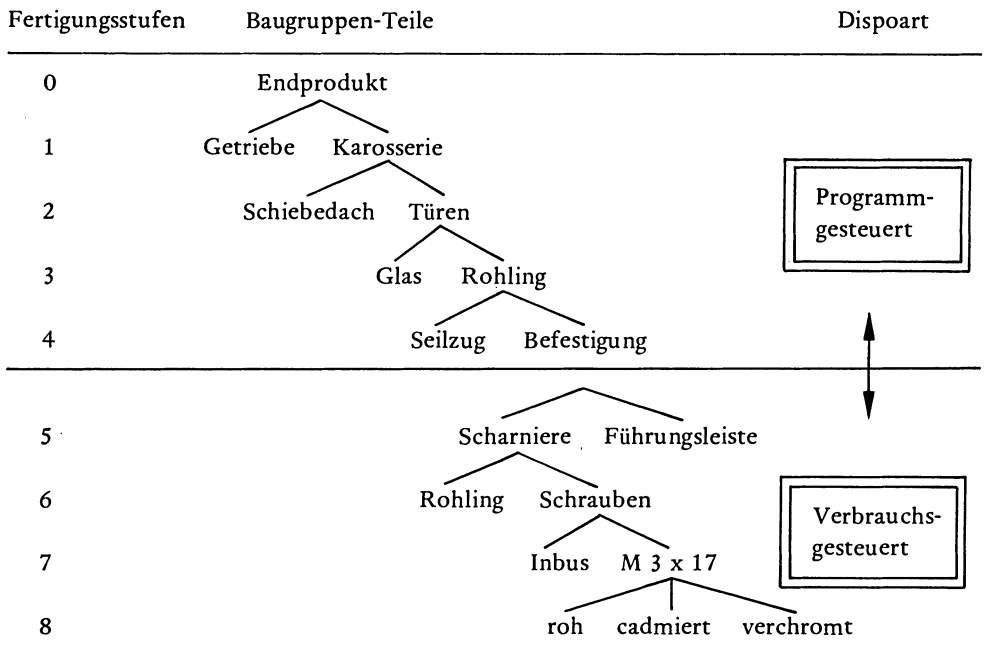 Fertigungsstufen Baugruppen-Teile Dispoart
0 Endprodukt
1 Getriebe Karosserie
2 Schiebedach Türen
Programm-
gesteuert
3 Glas Rohling
4 Seilzug Befestigung
5 Scharniere Führungsleiste
6 Rohling Schrauben
Verbrauchs-
gesteuert
7 Inbus M 3 x 17
8 roh cadmiert verchromt